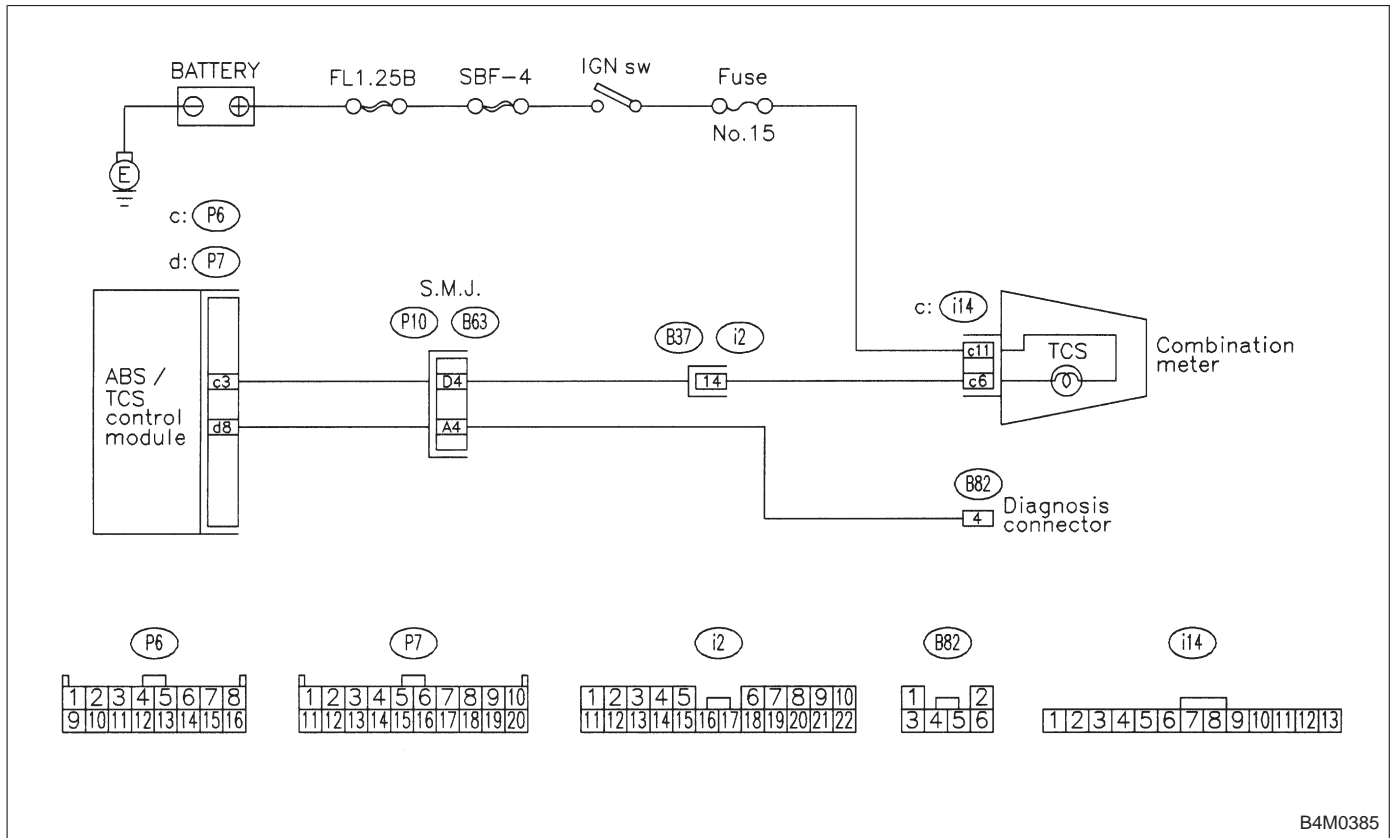 BATTERY
FL1.25B
SBF-4
IGN sw
Fuse
No.15
E
c: P6
d: P7
S.M.J.
P10 B63
B37 i2
c: i14
ABS /
TCS
control
module
c3
d8
D4
A4
14
c11
c6
TCS
Combination
meter
B82
4
Diagnosis
connector
P6
1 2 3 4 5 6 7 8
9 10 11 12 13 14 15 16
P7
1 2 3 4 5 6 7 8 9 10
11 12 13 14 15 16 17 18 19 20
i2
1 2 3 4 5 6 7 8 9 10
11 12 13 14 15 16 17 18 19 20 21 22
B82
1 2
3 4 5 6
i14
1 2 3 4 5 6 7 8 9 10 11 12 13
B4M0385